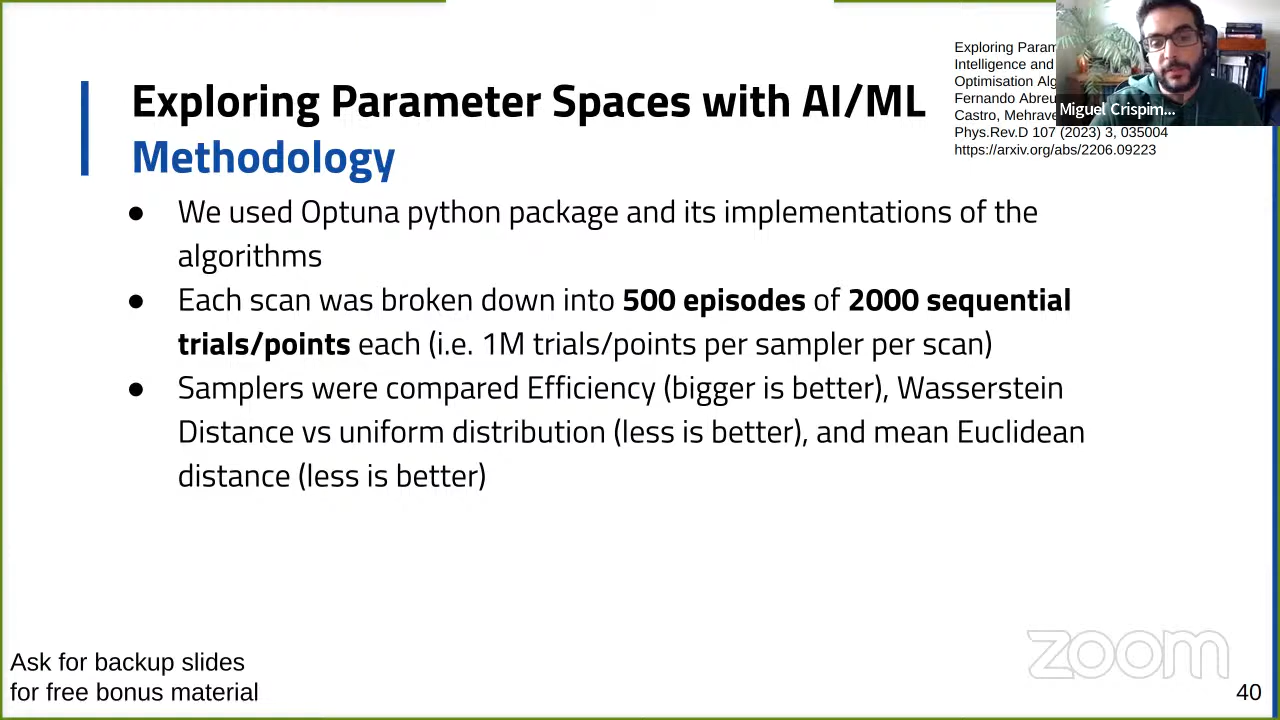 Exploring Parameter Spaces with AI/ML
Methodology
Exploring
Intelligence and
Optimisation
Fernando Abreu
Castro,
Phys.Rev.D 107 (2023) 3, 035004
https://arxiv.org/abs/2206.09223
Miguel Crispim...
● We used Optuna python package and its implementations of the
algorithms
● Each scan was broken down into 500 episodes of 2000 sequential
trials/points each (i.e. 1M trials/points per sampler per scan)
● Samplers were compared Efficiency (bigger is better), Wasserstein
Distance vs uniform distribution (less is better), and mean Euclidean
distance (less is better)
Ask for backup slides
for free bonus material
zoom
40